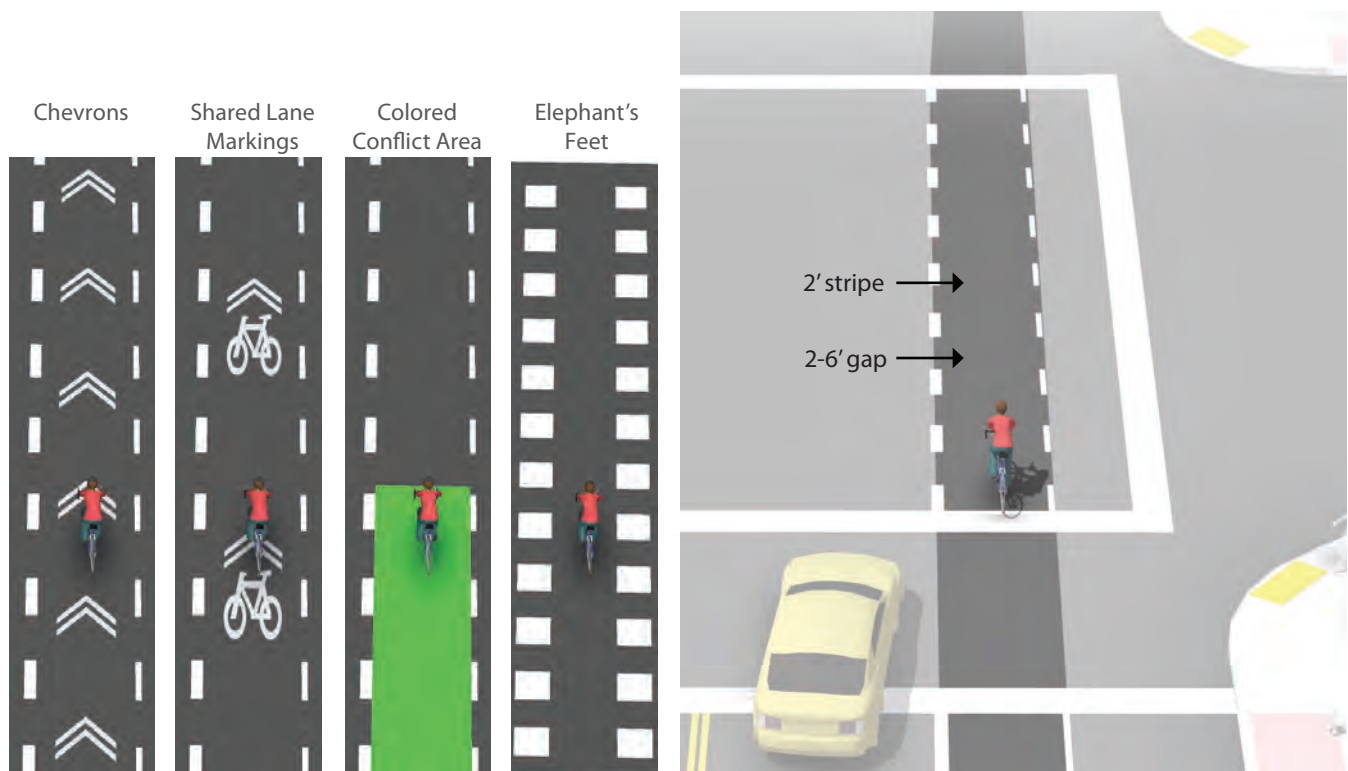 Chevrons
Shared Lane
Markings
Colored
Conflict Area
Elephant’s
Feet
2’ stripe
2-6’ gap